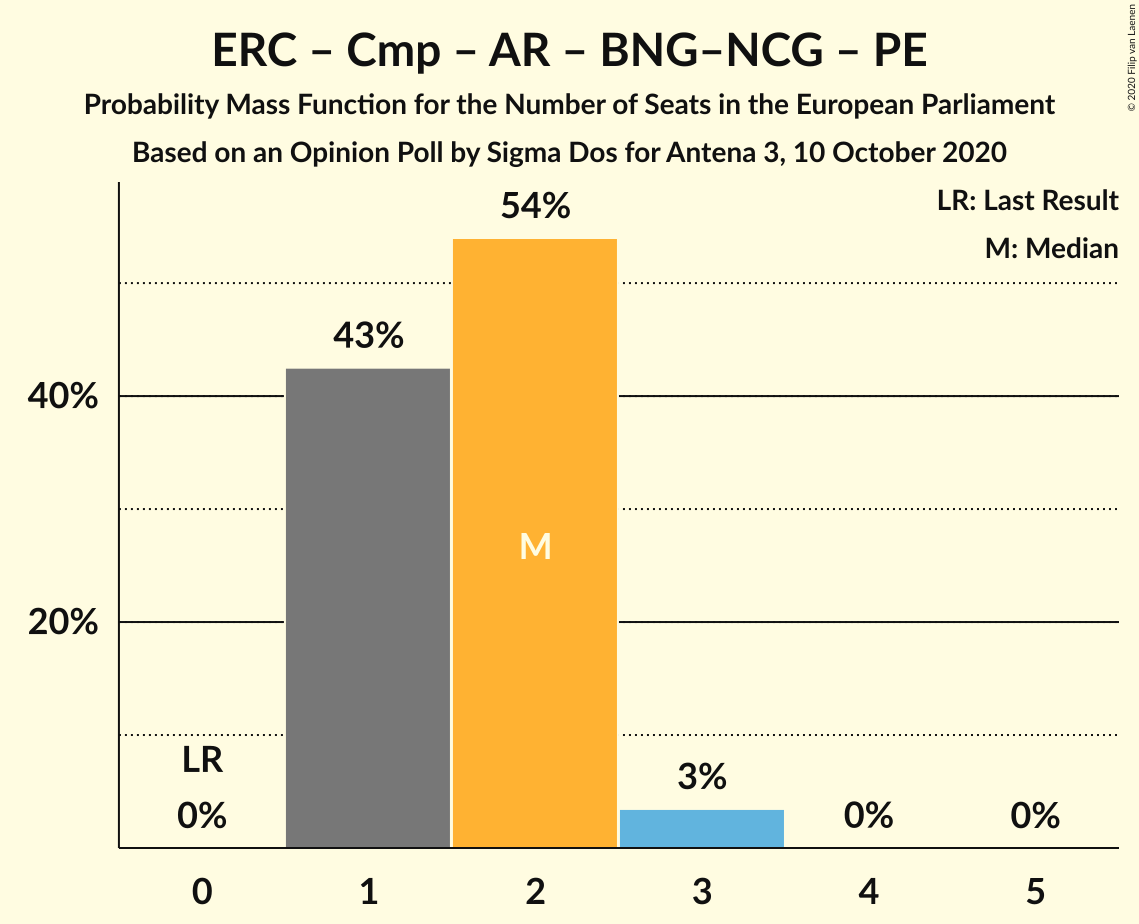 ERC – Cmp – AR – BNG–NCG – PE
Probability Mass Function for the Number of Seats in the European Parliament
Based on an Opinion Poll by Sigma Dos for Antena 3, 10 October 2020
© 2020 Filip van Laenen
LR: Last Result
M: Median
54%
43%
40%
M
20%
LR
0%
3%
0%
0%
0 1 2 3 4 5